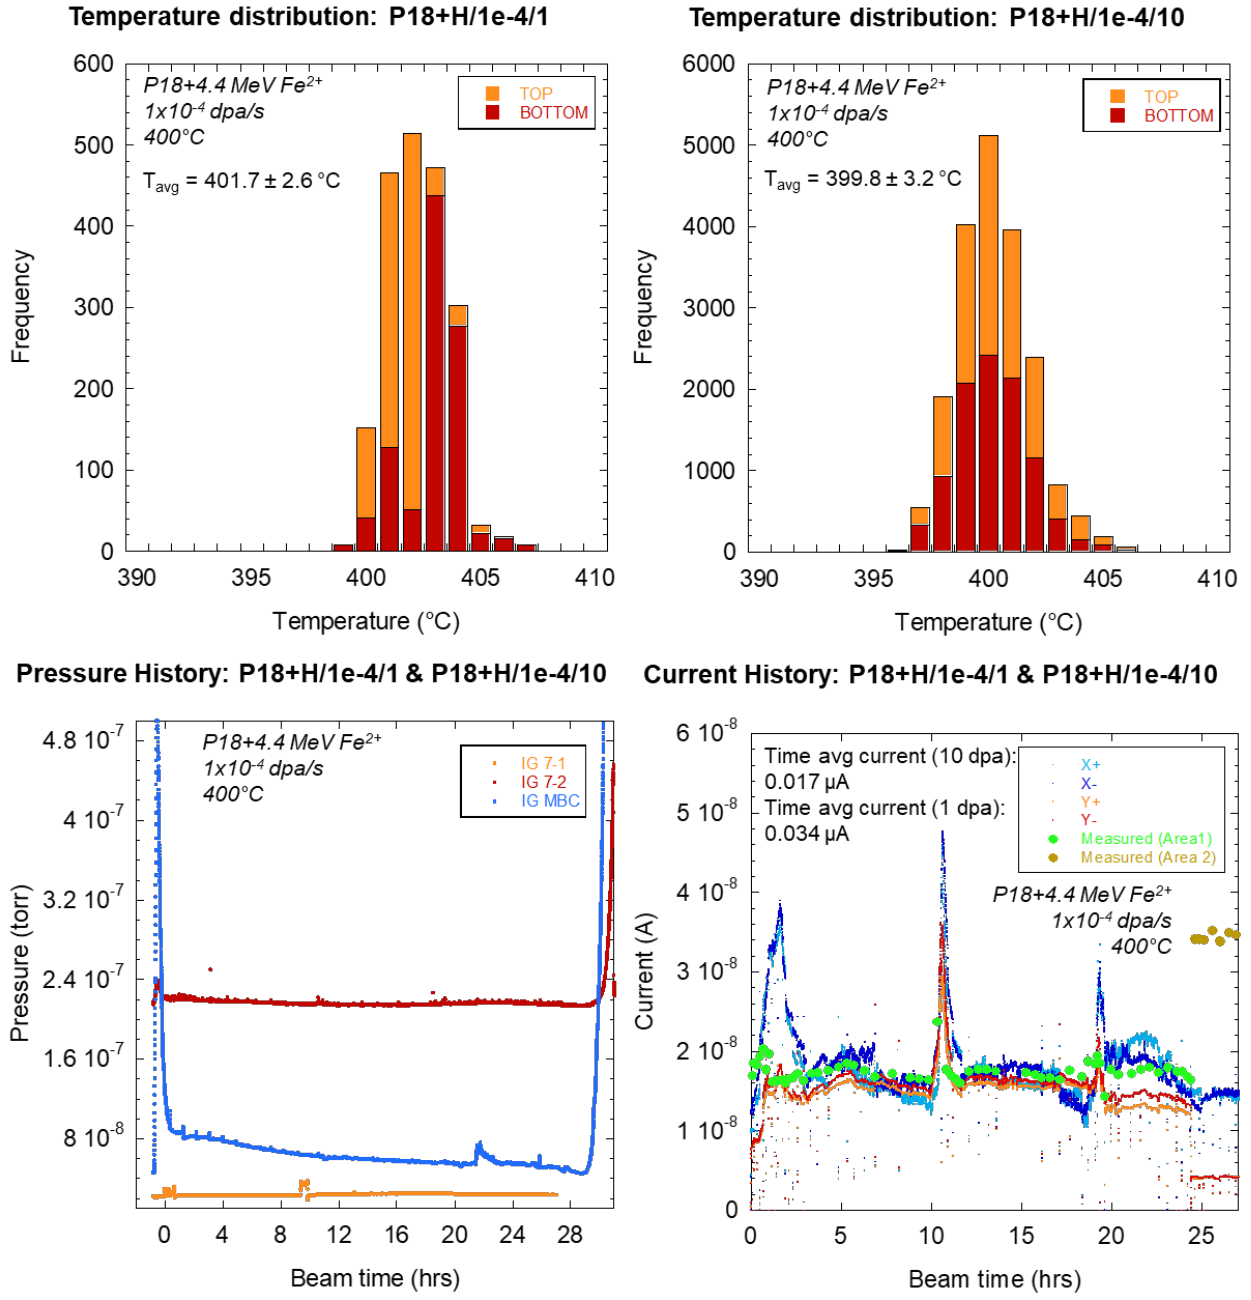 Temperature distribution: P18+H/1e-4/1
P18+4.4 MeV Fe²⁺
1x10⁻⁴ dpa/s
400°C
T_avg = 401.7 ± 2.6 °C
TOP
BOTTOM
600
500
400
300
200
100
0
Frequency
390
395
400
405
410
Temperature (°C)
Temperature distribution: P18+H/1e-4/10
P18+4.4 MeV Fe²⁺
1x10⁻⁴ dpa/s
400°C
T_avg = 399.8 ± 3.2 °C
TOP
BOTTOM
6000
5000
4000
3000
2000
1000
0
Frequency
390
395
400
405
410
Temperature (°C)
Pressure History: P18+H/1e-4/1 & P18+H/1e-4/10
P18+4.4 MeV Fe²⁺
1x10⁻⁴ dpa/s
400°C
IG 7-1
IG 7-2
IG MBC
4.8 10⁻⁷
4 10⁻⁷
3.2 10⁻⁷
2.4 10⁻⁷
1.6 10⁻⁷
8 10⁻⁸
Pressure (torr)
0
4
8
12
16
20
24
28
Beam time (hrs)
Current History: P18+H/1e-4/1 & P18+H/1e-4/10
Time avg current (10 dpa):
0.017 µA
Time avg current (1 dpa):
0.034 µA
X+
X-
Y+
Y-
Measured (Area1)
Measured (Area 2)
P18+4.4 MeV Fe²⁺
1x10⁻⁴ dpa/s
400°C
6 10⁻⁸
5 10⁻⁸
4 10⁻⁸
3 10⁻⁸
2 10⁻⁸
1 10⁻⁸
0
Current (A)
0
5
10
15
20
25
Beam time (hrs)